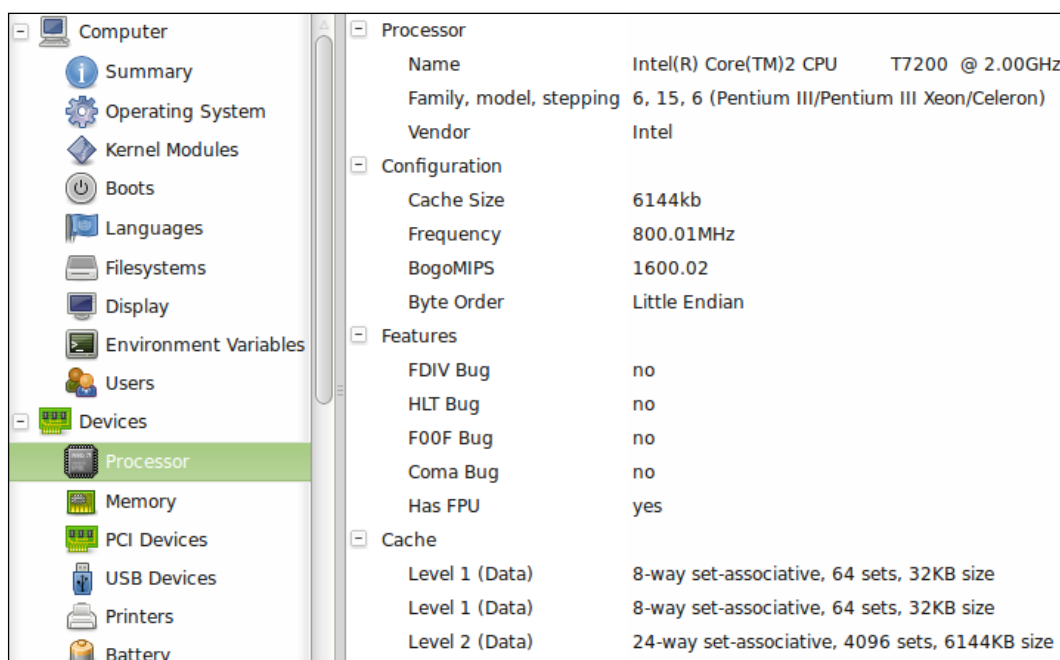 Computer
Summary
Operating System
Kernel Modules
Boots
Languages
Filesystems
Display
Environment Variables
Users
Devices
Processor
Memory
PCI Devices
USB Devices
Printers
Battery
Processor
Name Intel(R) Core(TM)2 CPU T7200 @ 2.00GHz
Family, model, stepping 6, 15, 6 (Pentium III/Pentium III Xeon/Celeron)
Vendor Intel
Configuration
Cache Size 6144kb
Frequency 800.01MHz
BogoMIPS 1600.02
Byte Order Little Endian
Features
FDIV Bug no
HLT Bug no
F00F Bug no
Coma Bug no
Has FPU yes
Cache
Level 1 (Data) 8-way set-associative, 64 sets, 32KB size
Level 1 (Data) 8-way set-associative, 64 sets, 32KB size
Level 2 (Data) 24-way set-associative, 4096 sets, 6144KB size